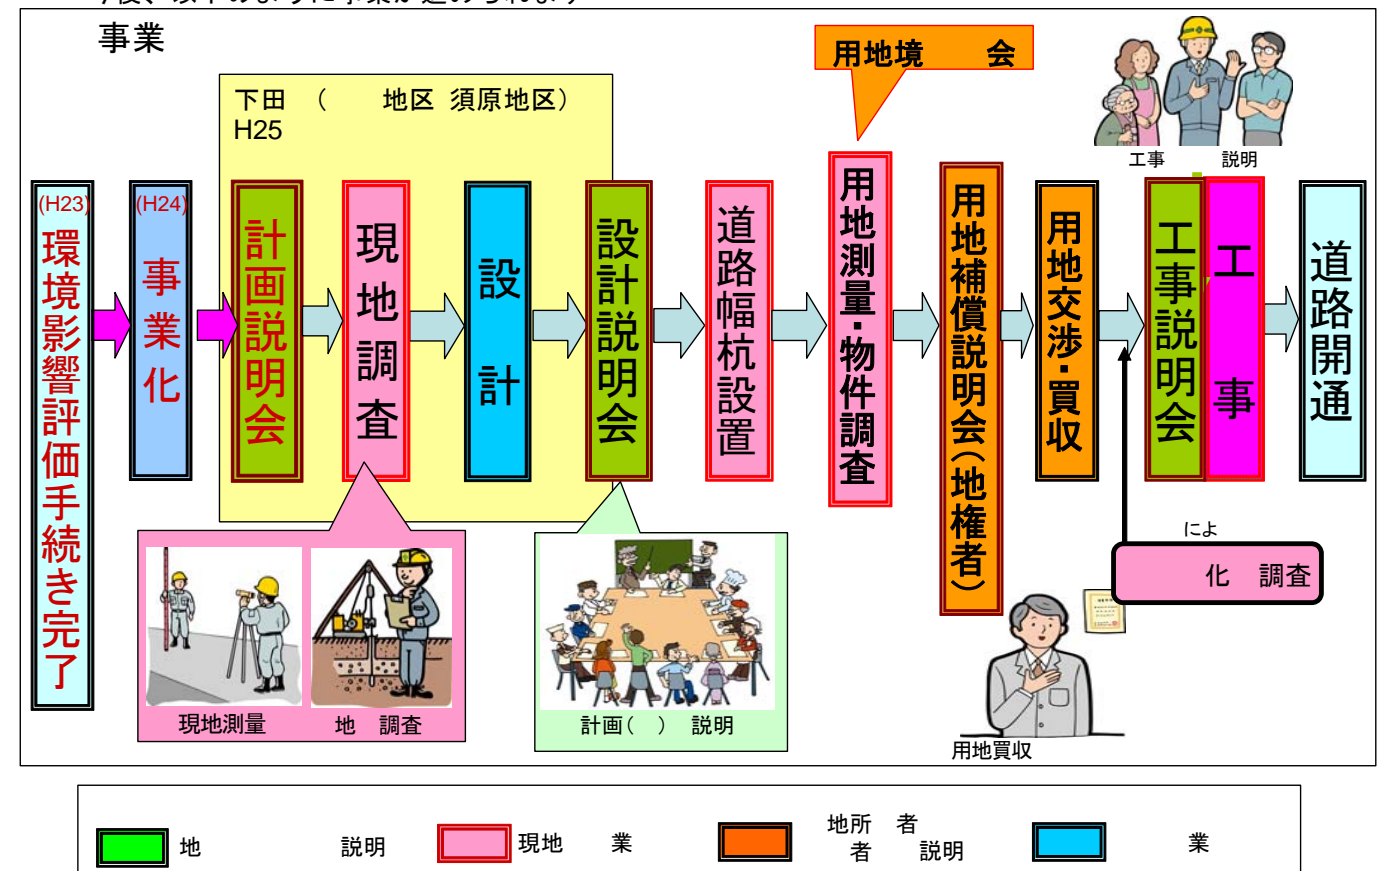 事業
用地境 会
下田 ( 地区 須原地区)
H25
工事 説明
(H23)
環境影響評価手続き完了
(H24)
事業化
計画説明会
現地調査
設計
設計説明会
道路幅杭設置
用地測量・物件調査
用地補償説明会(地権者)
用地交渉・買収
工事説明会
工事
道路開通
によ
化 調査
現地測量
地 調査
計画( ) 説明
用地買収
地 説明
現地 業
地所 者
者 説明
業